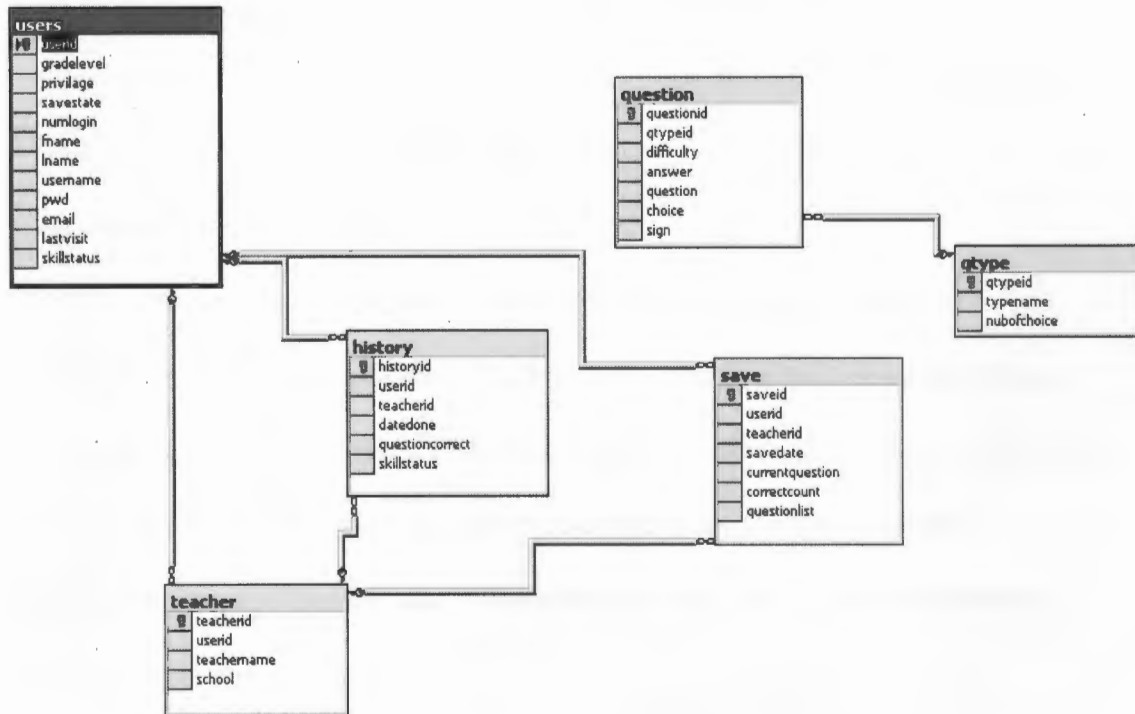 users
userid
gradelevel
privilage
savestate
numlogin
fname
lname
username
pwd
email
lastvisit
skillstatus
question
questionid
qtypeid
difficulty
answer
question
choice
sign
qtype
qtypeid
typename
nubofchoice
history
historyid
userid
teacherid
datedone
questioncorrect
skillstatus
save
saveid
userid
teacherid
savedate
currentquestion
correctcount
questionlist
teacher
teacherid
userid
teachername
school